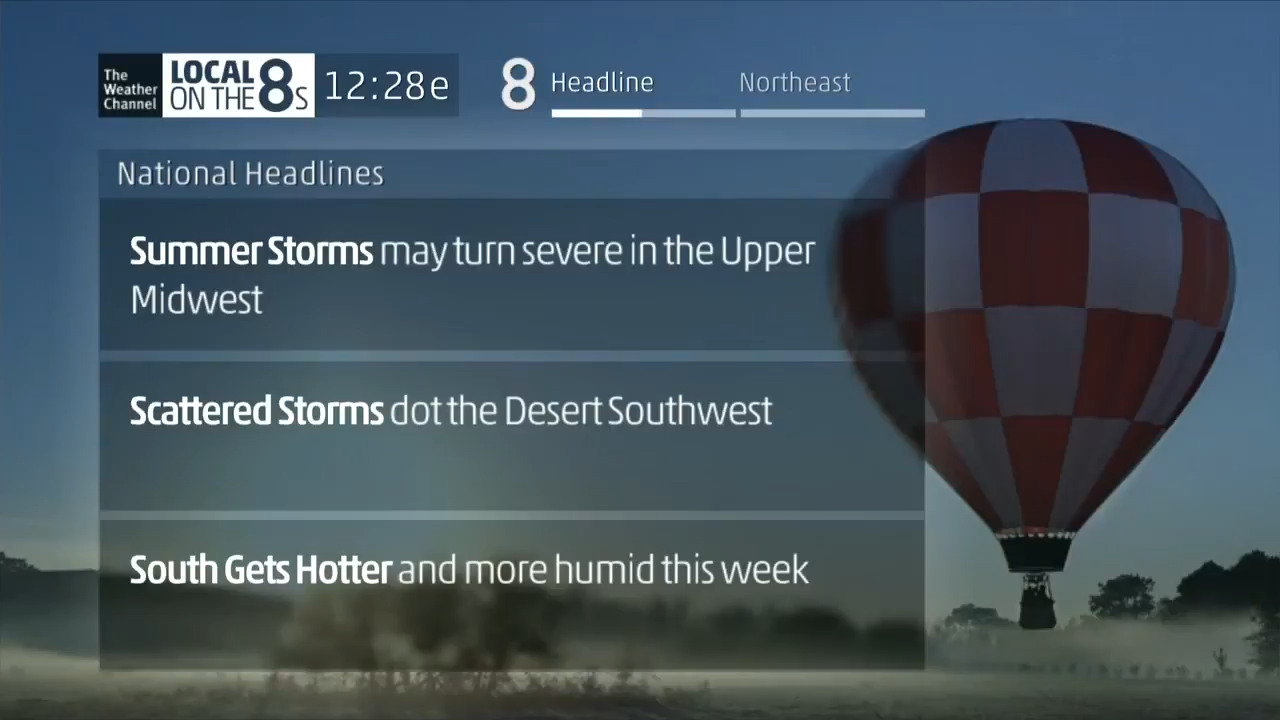 The
Weather
Channel
LOCAL
ON THE 8s
12:28e
8
Headline
Northeast
National Headlines
Summer Storms may turn severe in the Upper
Midwest
Scattered Storms dot the Desert Southwest
South Gets Hotter and more humid this week